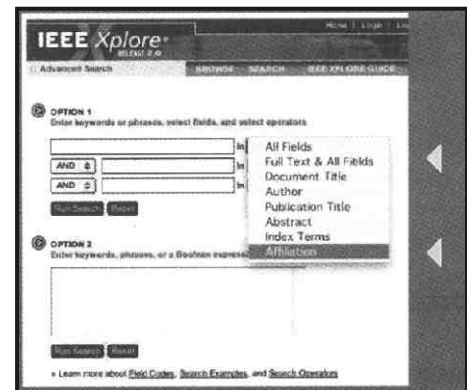 Home | Login |
IEEE Xplore®
RELEASE 2.0
Advanced Search BROWSE SEARCH IEEE XPLORE GUIDE
OPTION 1
Enter keywords or phrases, select fields, and select operators
In All Fields
Full Text & All Fields
AND In Document Title
Author
AND In Publication Title
Abstract
Run Search Reset Index Terms
Affiliation
OPTION 2
Enter keywords, phrases, or a Boolean
Run Search Reset
» Learn more about Field Codes, Search Examples, and Search Operators